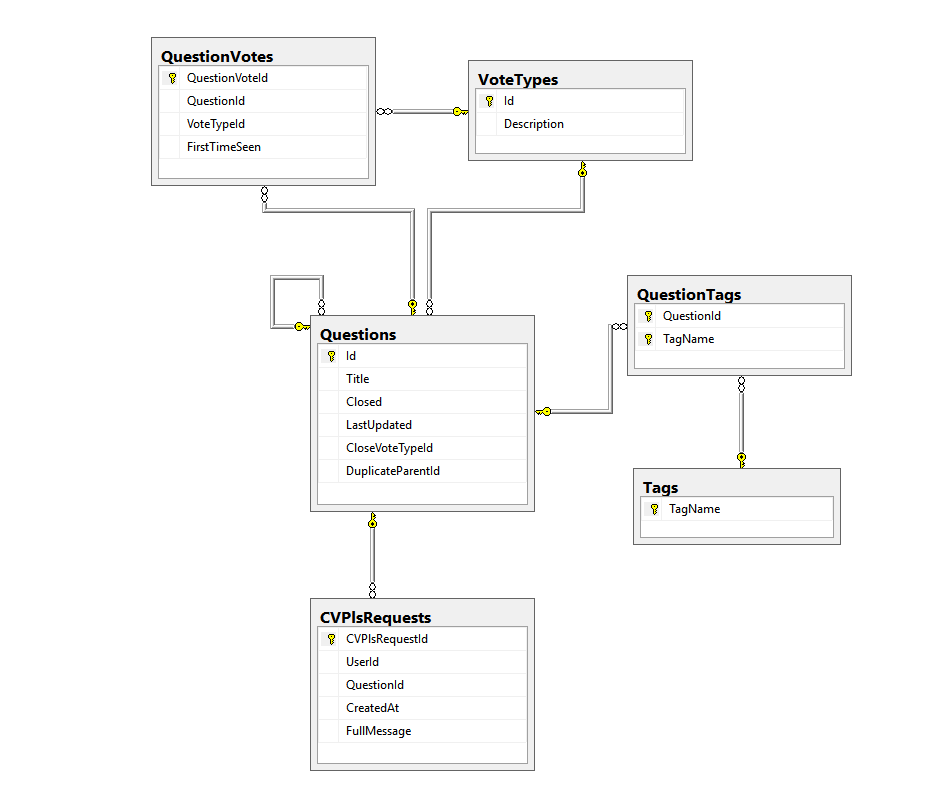 QuestionVotes
QuestionVoteId
QuestionId
VoteTypeId
FirstTimeSeen
VoteTypes
Id
Description
QuestionTags
QuestionId
TagName
Questions
Id
Title
Closed
LastUpdated
CloseVoteTypeId
DuplicateParentId
Tags
TagName
CVPlsRequests
CVPlsRequestId
UserId
QuestionId
CreatedAt
FullMessage